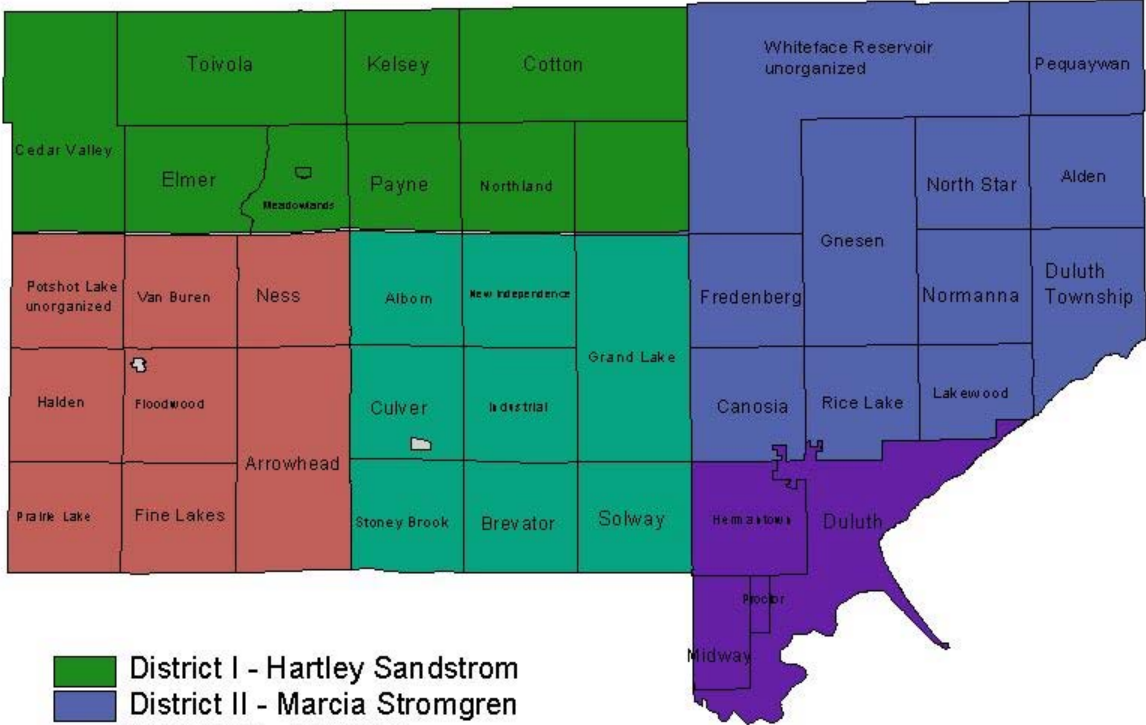 Toivola
Kelsey
Cotton
Whiteface Reservoir
unorganized
Pequaywan
Cedar Valley
Elmer
Meadowlands
Payne
Northland
North Star
Alden
Gnesen
Potshot Lake
unorganized
Van Buren
Ness
Alborn
New Independence
Fredenberg
Normanna
Duluth
Township
Grand Lake
Halden
Floodwood
Culver
Industrial
Canosia
Rice Lake
Lakewood
Arrowhead
Prairie Lake
Fine Lakes
Stoney Brook
Brevator
Solway
Hermantown
Duluth
Proctor
Midway
District I - Hartley Sandstrom
District II - Marcia Stromgren